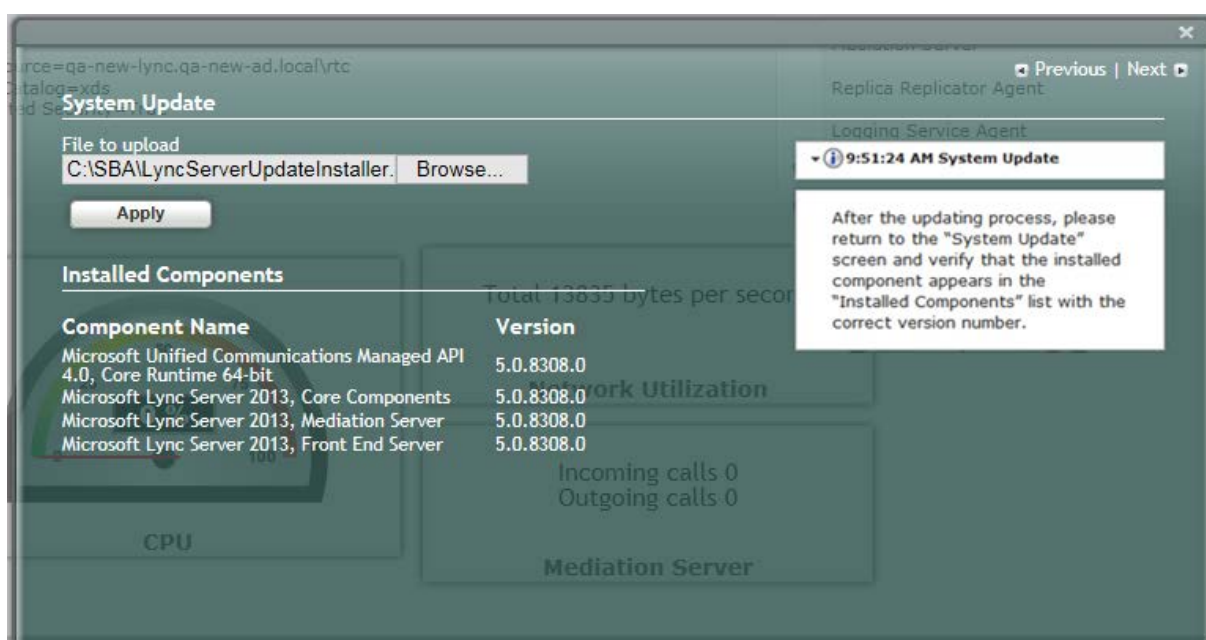 Previous | Next
Mediation Server
Replica Replicator Agent
Logging Service Agent
ource=qa-new-lync.qa-new-ad.local\rtc
Catalog=xds
System Update
File to upload
C:\SBA\LyncServerUpdateInstaller. Browse...
Apply
9:51:24 AM System Update
After the updating process, please
return to the “System Update”
screen and verify that the installed
component appears in the
“Installed Components” list with the
correct version number.
Installed Components
Component Name Version
Microsoft Unified Communications Managed API
4.0, Core Runtime 64-bit 5.0.8308.0
Microsoft Lync Server 2013, Core Components 5.0.8308.0
Microsoft Lync Server 2013, Mediation Server 5.0.8308.0
Microsoft Lync Server 2013, Front End Server 5.0.8308.0
Total 13835 bytes per secon
Network Utilization
Incoming calls 0
Outgoing calls 0
Mediation Server
100
CPU